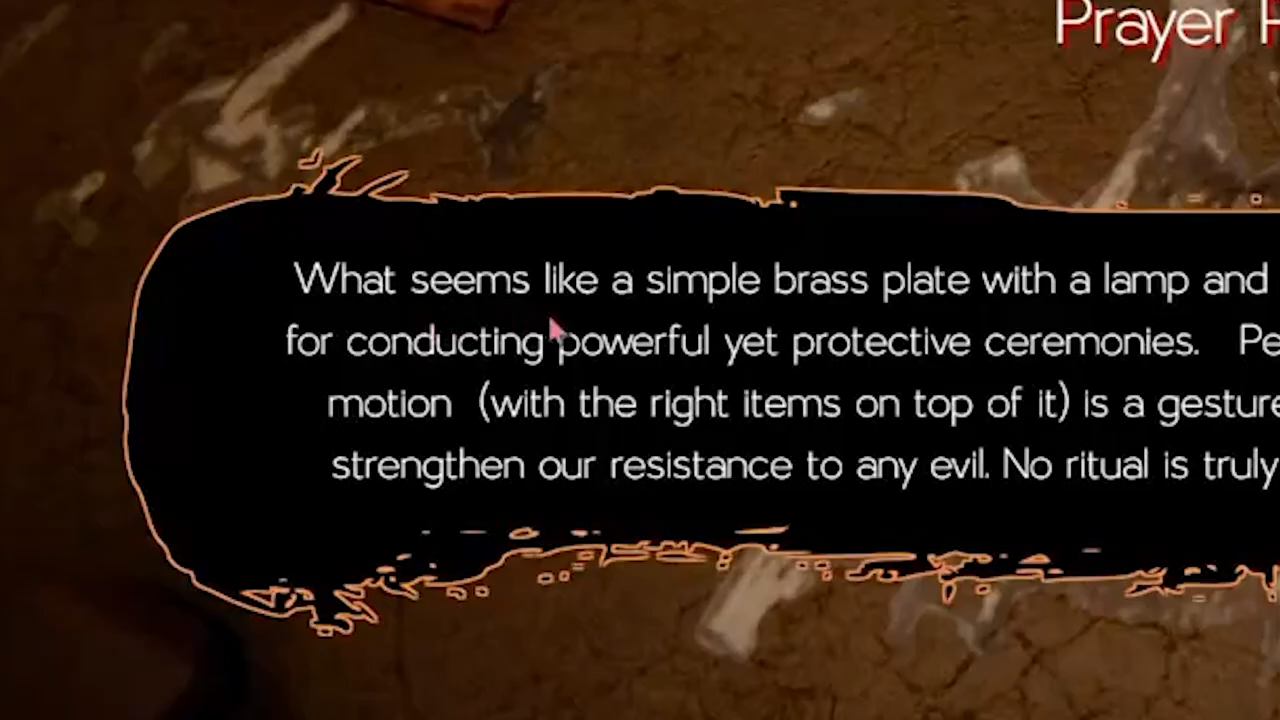 Prayer
What seems like a simple brass plate with a lamp and
for conducting powerful yet protective ceremonies. Pe
motion (with the right items on top of it) is a gesture
strengthen our resistance to any evil. No ritual is truly